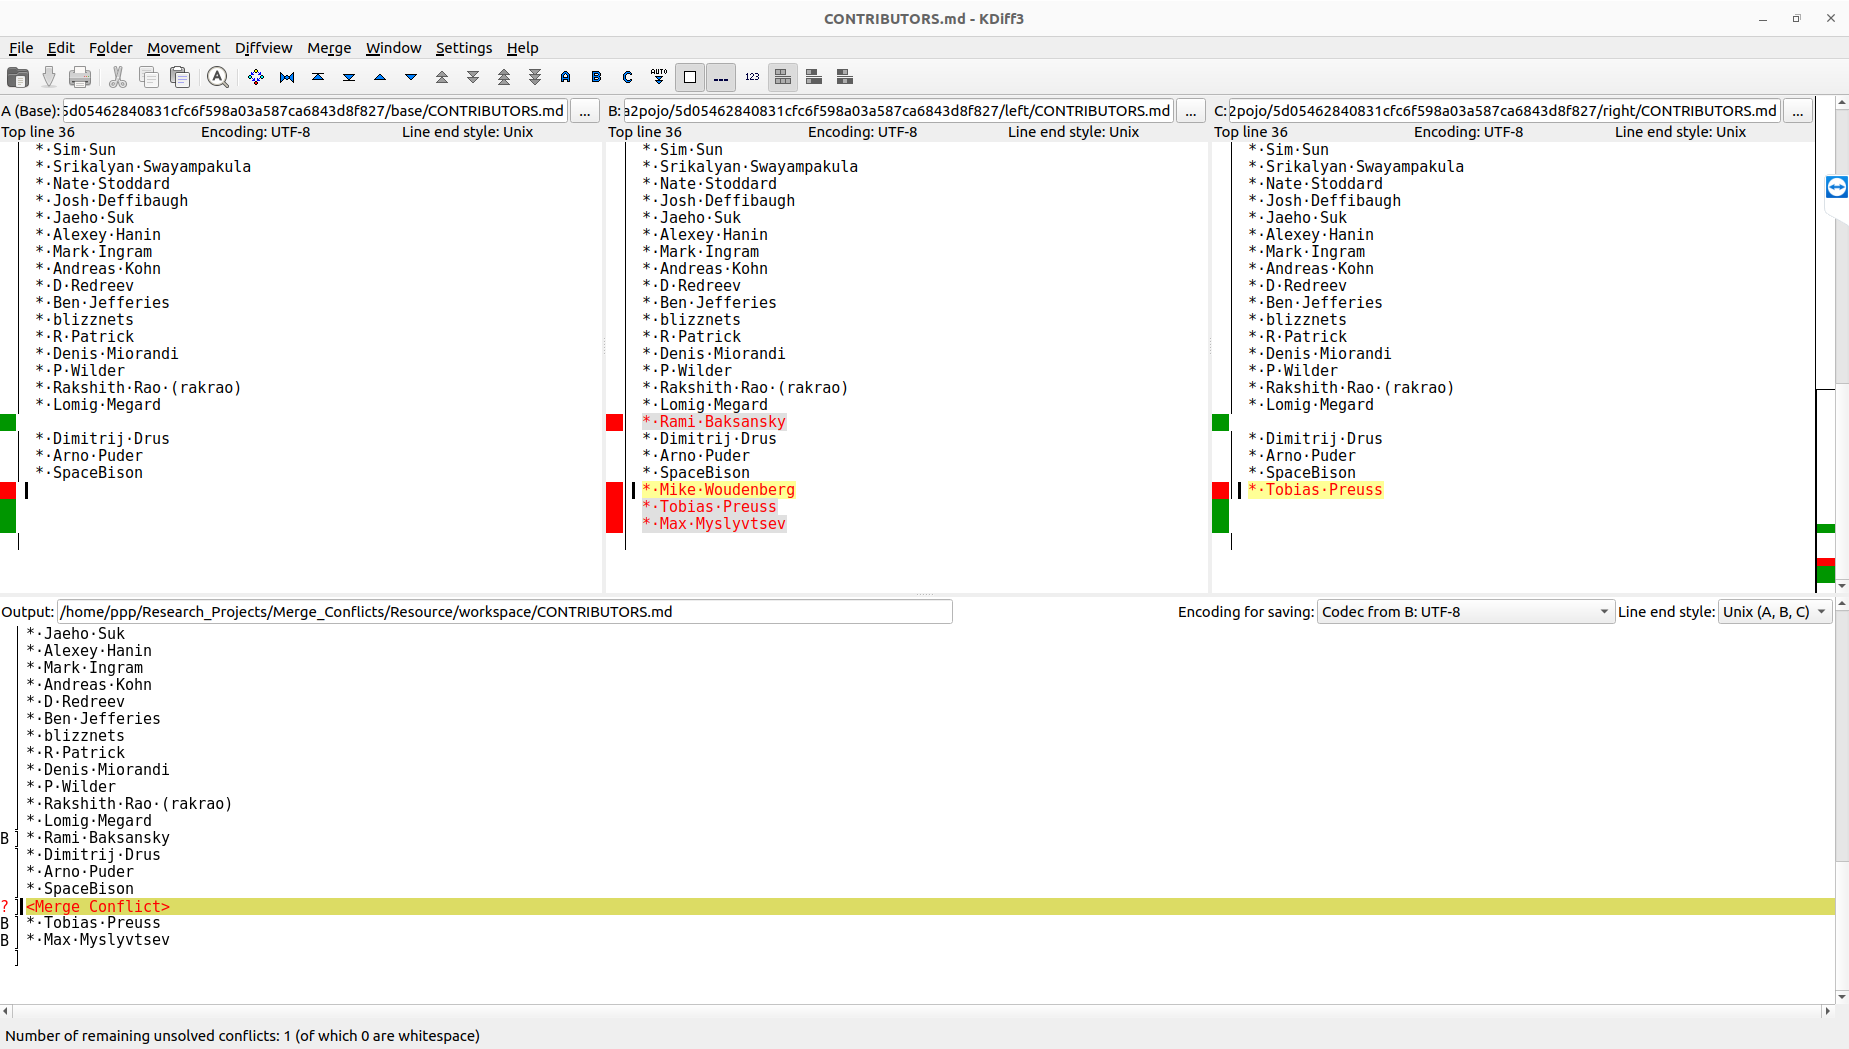 CONTRIBUTORS.md - KDiff3
File Edit Folder Movement Diffview Merge Window Settings Help
A B C AUTO 123
A (Base): 5d05462840831cfc6f598a03a587ca6843d8f827/base/CONTRIBUTORS.md ...
Top line 36 Encoding: UTF-8 Line end style: Unix
*·Sim·Sun
*·Srikalyan·Swayampakula
*·Nate·Stoddard
*·Josh·Deffibaugh
*·Jaeho·Suk
*·Alexey·Hanin
*·Mark·Ingram
*·Andreas·Kohn
*·D·Redreev
*·Ben·Jefferies
*·blizznets
*·R·Patrick
*·Denis·Miorandi
*·P·Wilder
*·Rakshith·Rao·(rakrao)
*·Lomig·Megard
*·Dimitrij·Drus
*·Arno·Puder
*·SpaceBison
B: a2pojo/5d05462840831cfc6f598a03a587ca6843d8f827/left/CONTRIBUTORS.md ...
Top line 36 Encoding: UTF-8 Line end style: Unix
*·Sim·Sun
*·Srikalyan·Swayampakula
*·Nate·Stoddard
*·Josh·Deffibaugh
*·Jaeho·Suk
*·Alexey·Hanin
*·Mark·Ingram
*·Andreas·Kohn
*·D·Redreev
*·Ben·Jefferies
*·blizznets
*·R·Patrick
*·Denis·Miorandi
*·P·Wilder
*·Rakshith·Rao·(rakrao)
*·Lomig·Megard
*·Rami·Baksansky
*·Dimitrij·Drus
*·Arno·Puder
*·SpaceBison
*·Mike·Woudenberg
*·Tobias·Preuss
*·Max·Myslyvtsev
C: 2pojo/5d05462840831cfc6f598a03a587ca6843d8f827/right/CONTRIBUTORS.md ...
Top line 36 Encoding: UTF-8 Line end style: Unix
*·Sim·Sun
*·Srikalyan·Swayampakula
*·Nate·Stoddard
*·Josh·Deffibaugh
*·Jaeho·Suk
*·Alexey·Hanin
*·Mark·Ingram
*·Andreas·Kohn
*·D·Redreev
*·Ben·Jefferies
*·blizznets
*·R·Patrick
*·Denis·Miorandi
*·P·Wilder
*·Rakshith·Rao·(rakrao)
*·Lomig·Megard
*·Dimitrij·Drus
*·Arno·Puder
*·SpaceBison
*·Tobias·Preuss
Output: /home/ppp/Research_Projects/Merge_Conflicts/Resource/workspace/CONTRIBUTORS.md Encoding for saving: Codec from B: UTF-8 Line end style: Unix (A, B, C)
*·Jaeho·Suk
*·Alexey·Hanin
*·Mark·Ingram
*·Andreas·Kohn
*·D·Redreev
*·Ben·Jefferies
*·blizznets
*·R·Patrick
*·Denis·Miorandi
*·P·Wilder
*·Rakshith·Rao·(rakrao)
*·Lomig·Megard
B *·Rami·Baksansky
*·Dimitrij·Drus
*·Arno·Puder
*·SpaceBison
? <Merge Conflict>
B *·Tobias·Preuss
B *·Max·Myslyvtsev
Number of remaining unsolved conflicts: 1 (of which 0 are whitespace)